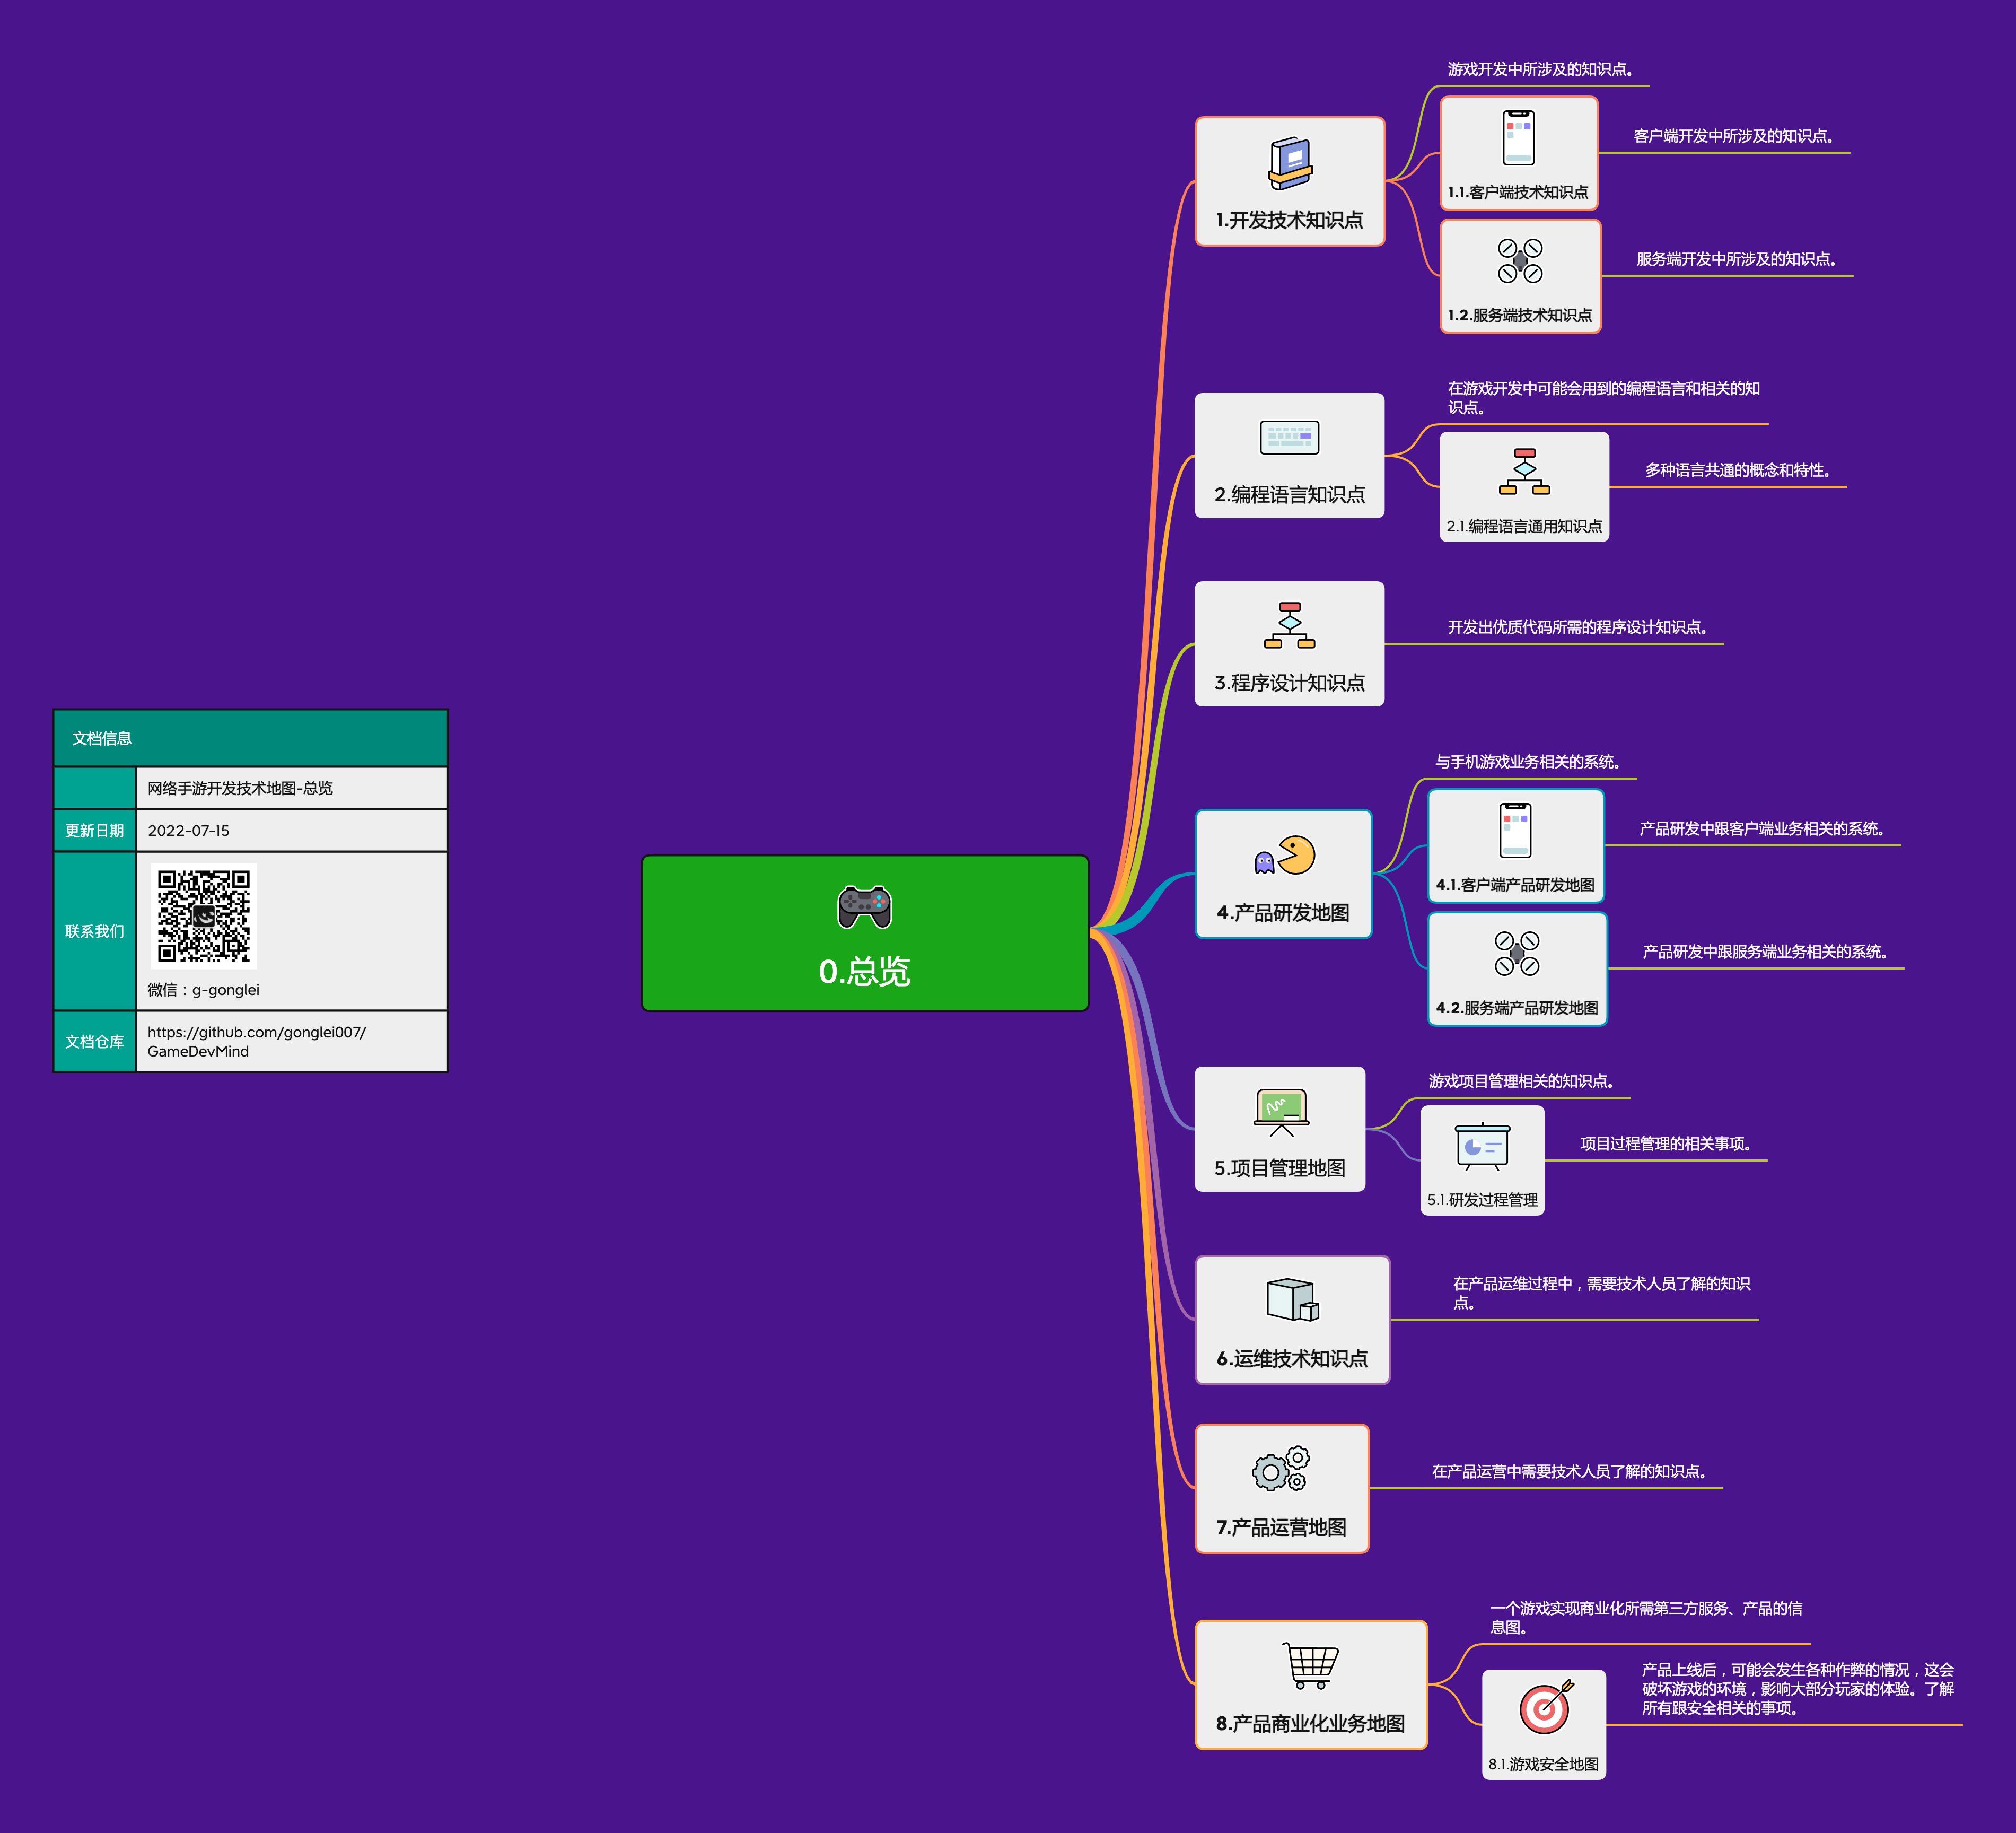 文档信息
网络手游开发技术地图-总览
更新日期
2022-07-15
联系我们
微信：g-gonglei
文档仓库
https://github.com/gonglei007/
GameDevMind
0.总览
1.开发技术知识点
游戏开发中所涉及的知识点。
1.1.客户端技术知识点
客户端开发中所涉及的知识点。
1.2.服务端技术知识点
服务端开发中所涉及的知识点。
2.编程语言知识点
在游戏开发中可能会用到的编程语言和相关的知
识点。
2.1.编程语言通用知识点
多种语言共通的概念和特性。
3.程序设计知识点
开发出优质代码所需的程序设计知识点。
4.产品研发地图
与手机游戏业务相关的系统。
4.1.客户端产品研发地图
产品研发中跟客户端业务相关的系统。
4.2.服务端产品研发地图
产品研发中跟服务端业务相关的系统。
5.项目管理地图
游戏项目管理相关的知识点。
5.1.研发过程管理
项目过程管理的相关事项。
6.运维技术知识点
在产品运维过程中，需要技术人员了解的知识
点。
7.产品运营地图
在产品运营中需要技术人员了解的知识点。
8.产品商业化业务地图
一个游戏实现商业化所需第三方服务、产品的信
息图。
8.1.游戏安全地图
产品上线后，可能会发生各种作弊的情况，这会
破坏游戏的环境，影响大部分玩家的体验。了解
所有跟安全相关的事项。